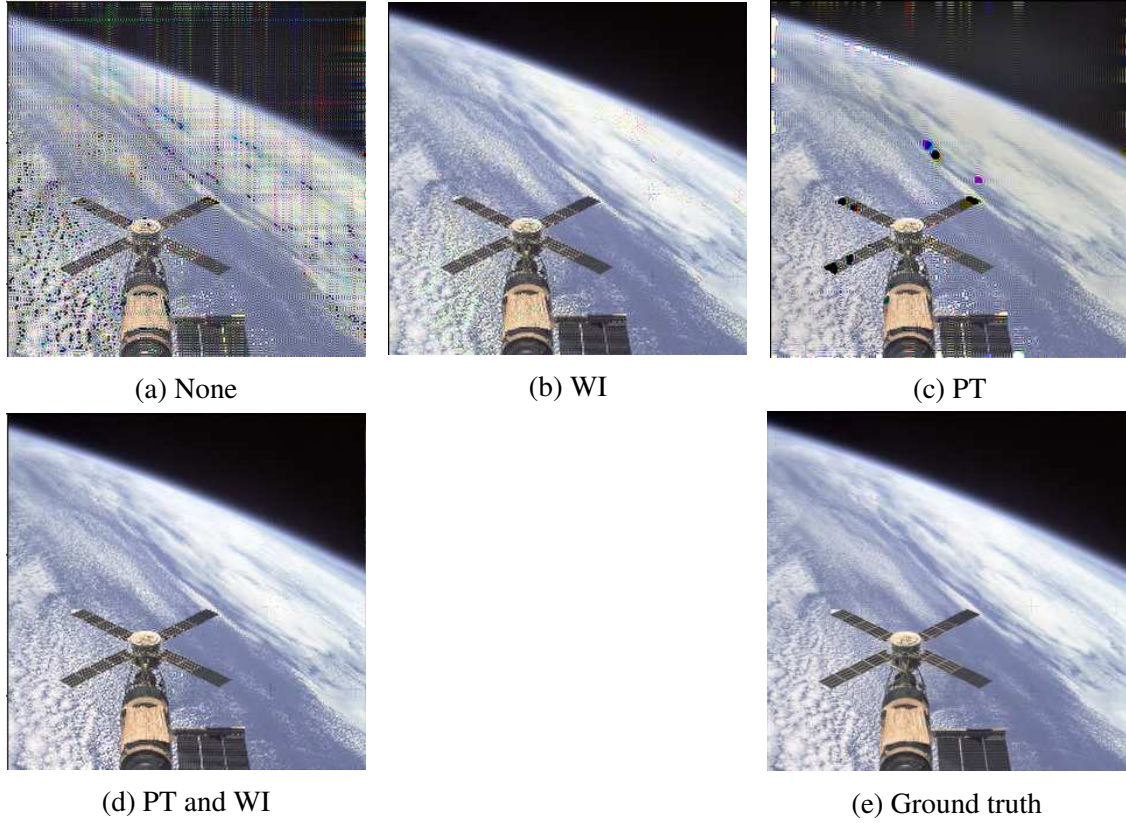 (a) None
(b) WI
(c) PT
(d) PT and WI
(e) Ground truth